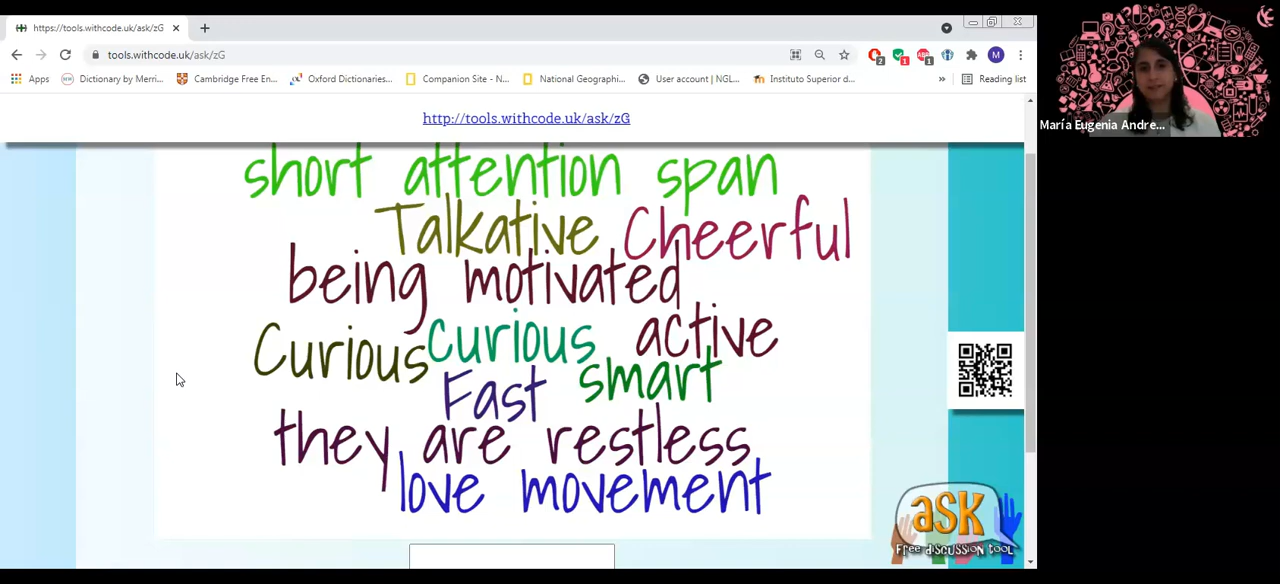 https://tools.withcode.uk/ask/zG
tools.withcode.uk/ask/zG
Apps
Dictionary by Merri...
Cambridge Free En...
Oxford Dictionaries...
Companion Site - N...
National Geographi...
User account | NGL...
Instituto Superior d...
»
Reading list
http://tools.withcode.uk/ask/zG
María Eugenia Andre...
short attention span
Talkative Cheerful
being motivated
Curious curious active
Fast smart
they are restless
love movement
ask
Free discussion tool